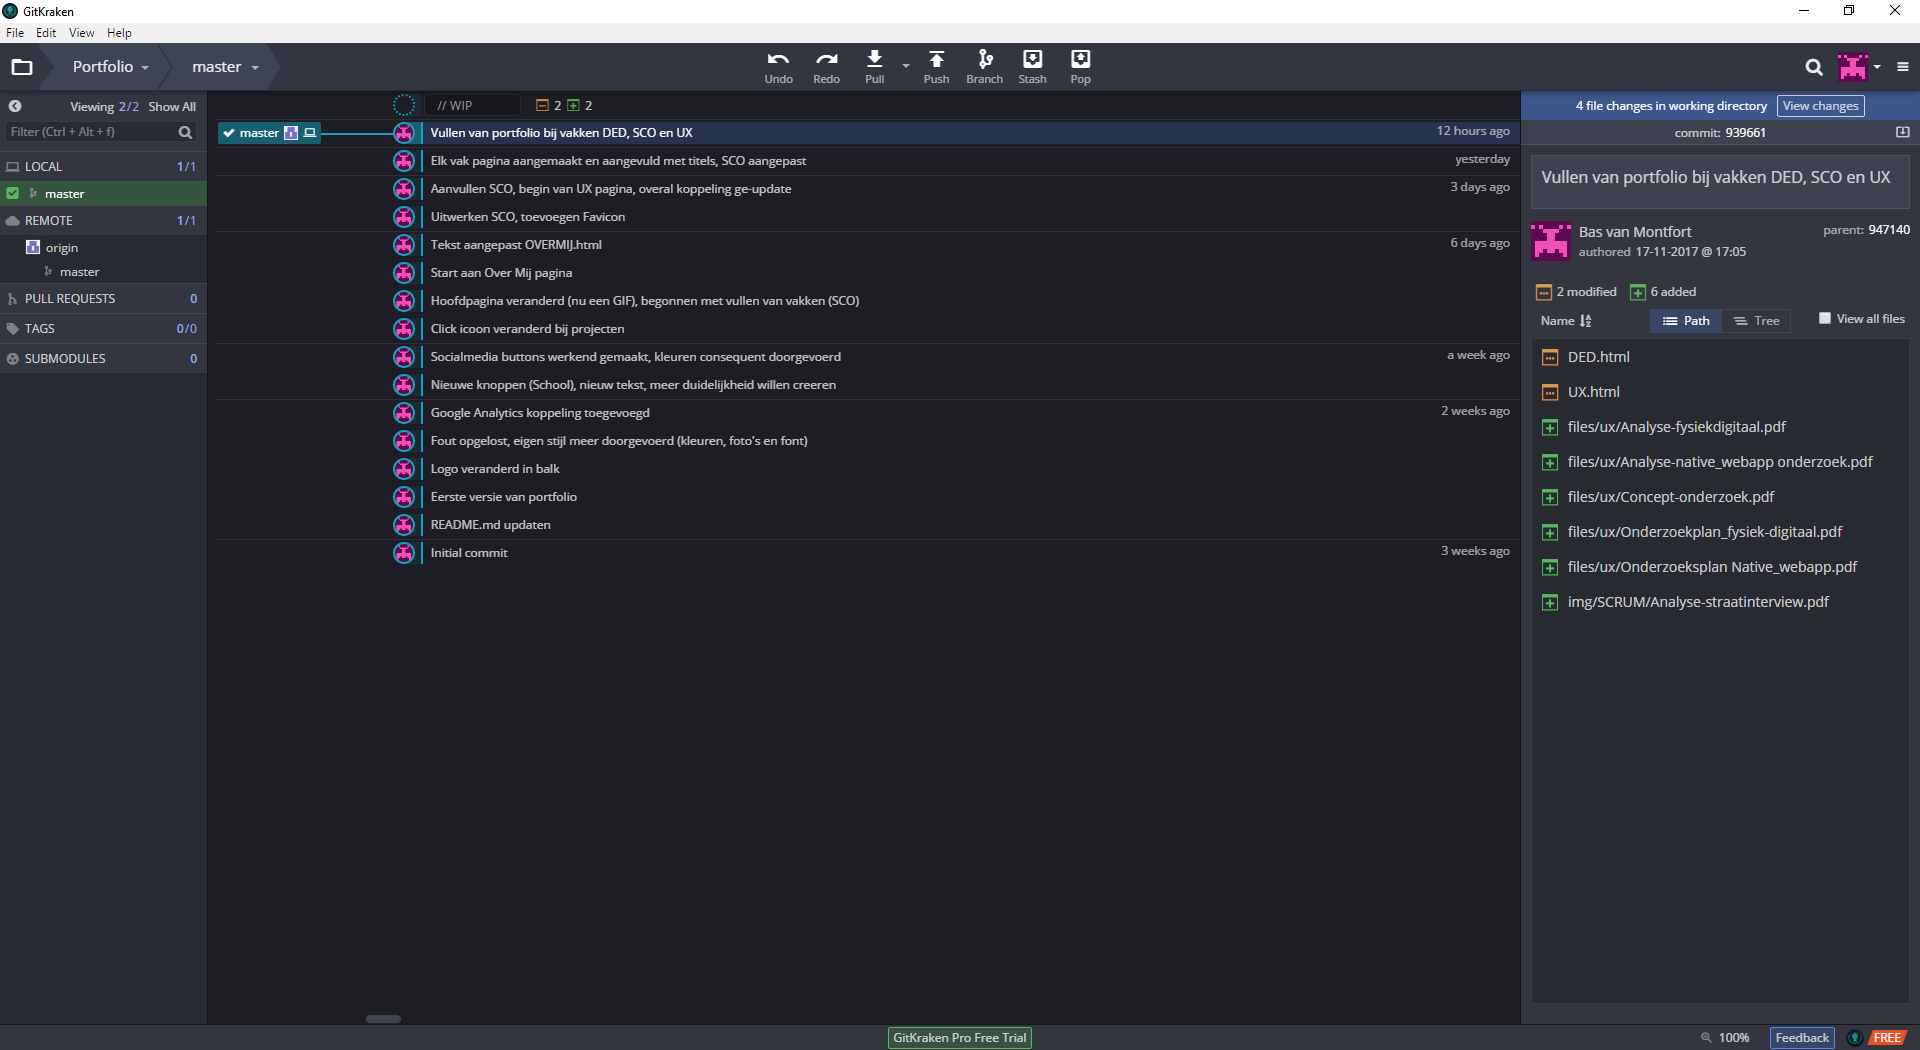 GitKraken
File Edit View Help
Portfolio master Undo Redo Pull Push Branch Stash Pop
Viewing 2/2 Show All
Filter (Ctrl + Alt + f)
LOCAL 1/1
master
REMOTE 1/1
origin
master
PULL REQUESTS 0
TAGS 0/0
SUBMODULES 0
// WIP 2 2
master Vullen van portfolio bij vakken DED, SCO en UX 12 hours ago
Elk vak pagina aangemaakt en aangevuld met titels, SCO aangepast yesterday
Aanvullen SCO, begin van UX pagina, overal koppeling ge-update 3 days ago
Uitwerken SCO, toevoegen Favicon
Tekst aangepast OVERMIJ.html 6 days ago
Start aan Over Mij pagina
Hoofdpagina veranderd (nu een GIF), begonnen met vullen van vakken (SCO)
Click icoon veranderd bij projecten
Socialmedia buttons werkend gemaakt, kleuren consequent doorgevoerd a week ago
Nieuwe knoppen (School), nieuw tekst, meer duidelijkheid willen creeren
Google Analytics koppeling toegevoegd 2 weeks ago
Fout opgelost, eigen stijl meer doorgevoerd (kleuren, foto's en font)
Logo veranderd in balk
Eerste versie van portfolio
README.md updaten
Initial commit 3 weeks ago
4 file changes in working directory View changes
commit: 939661
Vullen van portfolio bij vakken DED, SCO en UX
Bas van Montfort parent: 947140
authored 17-11-2017 @ 17:05
2 modified 6 added
Name Path Tree View all files
DED.html
UX.html
files/ux/Analyse-fysiekdigitaal.pdf
files/ux/Analyse-native_webapp onderzoek.pdf
files/ux/Concept-onderzoek.pdf
files/ux/Onderzoekplan_fysiek-digitaal.pdf
files/ux/Onderzoeksplan Native_webapp.pdf
img/SCRUM/Analyse-straatinterview.pdf
GitKraken Pro Free Trial 100% Feedback FREE